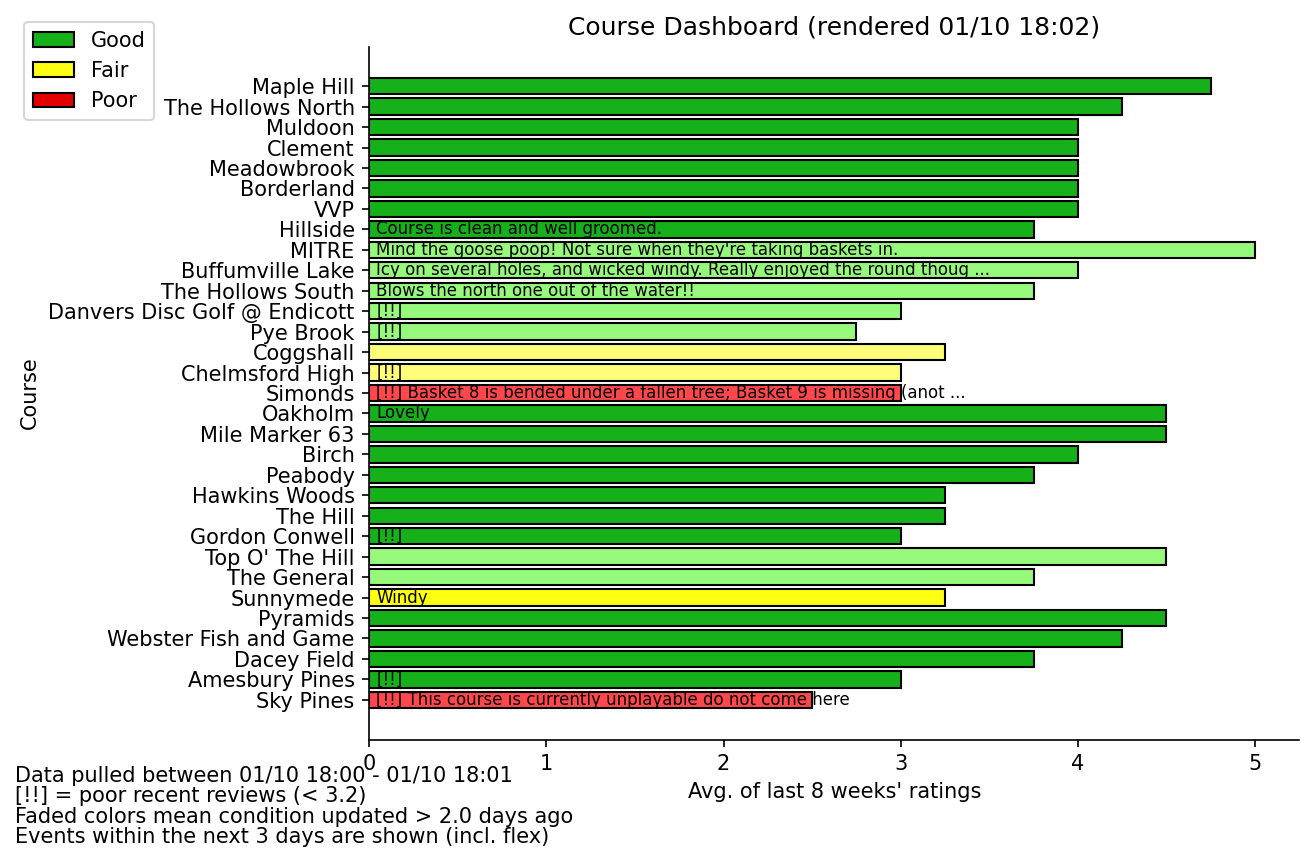 Course Dashboard (rendered 01/10 18:02)
Good
Fair
Poor
Course
Maple Hill
The Hollows North
Muldoon
Clement
Meadowbrook
Borderland
VVP
Hillside Course is clean and well groomed.
MITRE Mind the goose poop! Not sure when they're taking baskets in.
Buffumville Lake Icy on several holes, and wicked windy. Really enjoyed the round thoug ...
The Hollows South Blows the north one out of the water!!
Danvers Disc Golf @ Endicott [!!]
Pye Brook [!!]
Coggshall
Chelmsford High [!!]
Simonds [!!] Basket 8 is bended under a fallen tree; Basket 9 is missing (anot ...
Oakholm Lovely
Mile Marker 63
Birch
Peabody
Hawkins Woods
The Hill
Gordon Conwell [!!]
Top O' The Hill
The General
Sunnymede Windy
Pyramids
Webster Fish and Game
Dacey Field
Amesbury Pines [!!]
Sky Pines [!!] This course is currently unplayable do not come here
0 1 2 3 4 5
Avg. of last 8 weeks' ratings
Data pulled between 01/10 18:00 - 01/10 18:01
[!!] = poor recent reviews (< 3.2)
Faded colors mean condition updated > 2.0 days ago
Events within the next 3 days are shown (incl. flex)